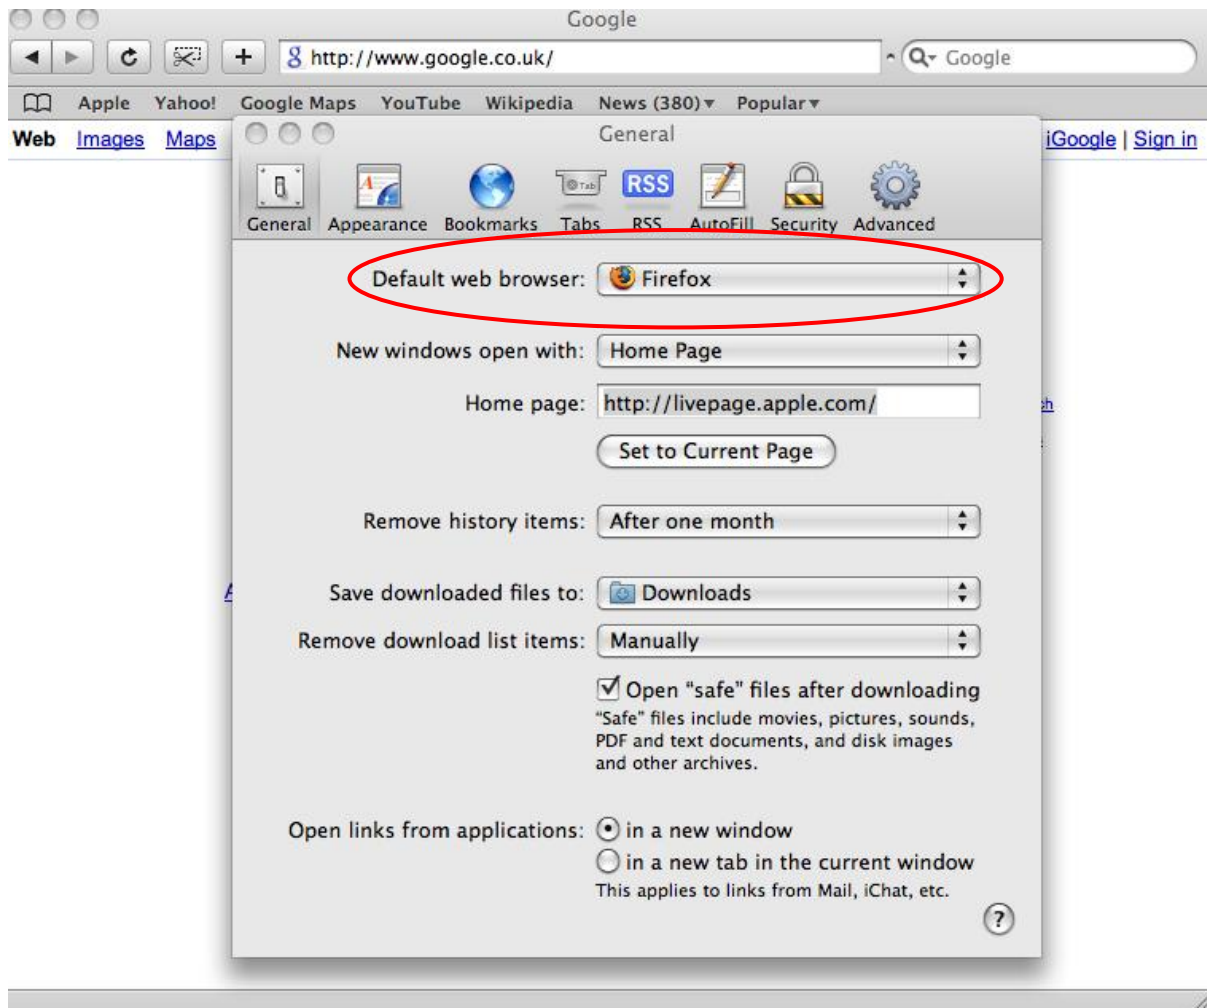 Google
http://www.google.co.uk/
Google
Apple Yahoo! Google Maps YouTube Wikipedia News (380) Popular
Web Images Maps
iGoogle | Sign in
General
Tab
RSS
General Appearance Bookmarks Tabs RSS AutoFill Security Advanced
Default web browser: Firefox
New windows open with: Home Page
Home page: http://livepage.apple.com/
Set to Current Page
Remove history items: After one month
Save downloaded files to: Downloads
Remove download list items: Manually
Open “safe” files after downloading
“Safe” files include movies, pictures, sounds,
PDF and text documents, and disk images
and other archives.
Open links from applications: in a new window
in a new tab in the current window
This applies to links from Mail, iChat, etc.
?